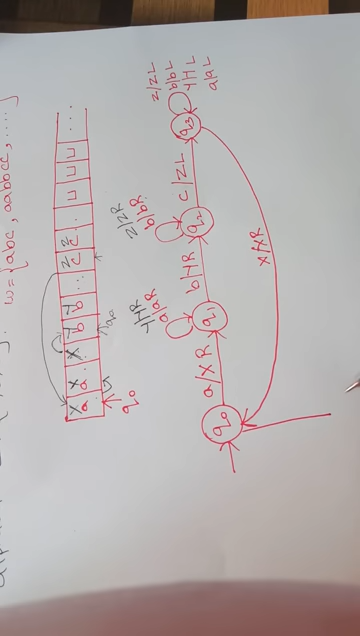 w = {abc, aabbcc, ....}
X X X Y Y Z Z
a a . . b b . . . c c . . ⊔ ⊔ ⊔ . . .
q₀
q₀
q₀
a/XR
q₁
Y/YR
a/aR
b/YR
q₂
Z/ZR
b/bR
c/ZL
q₃
Z/ZL
b/bL
Y/YL
a/aL
X/XR